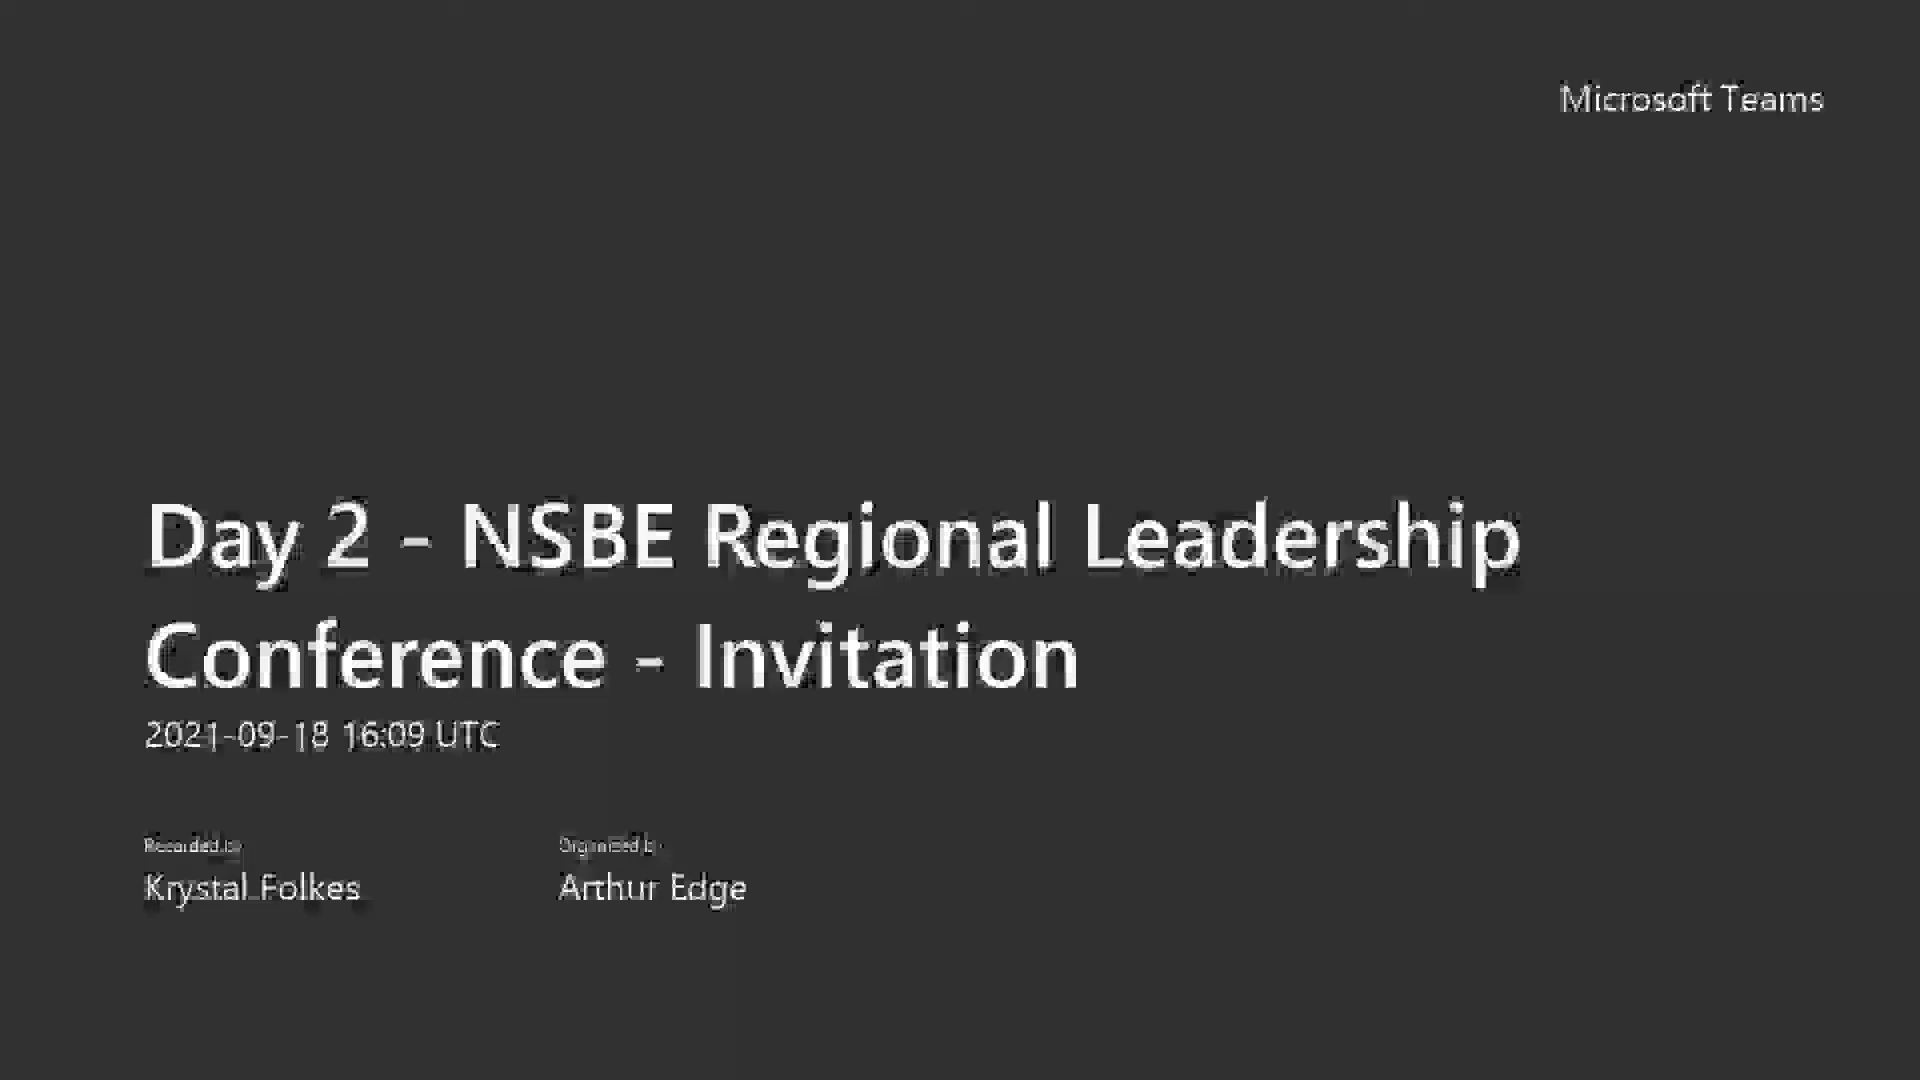 Microsoft Teams
Day 2 - NSBE Regional Leadership
Conference - Invitation
2021-09-18 16:09 UTC
Recorded by
Organized by
Krystal Folkes
Arthur Edge